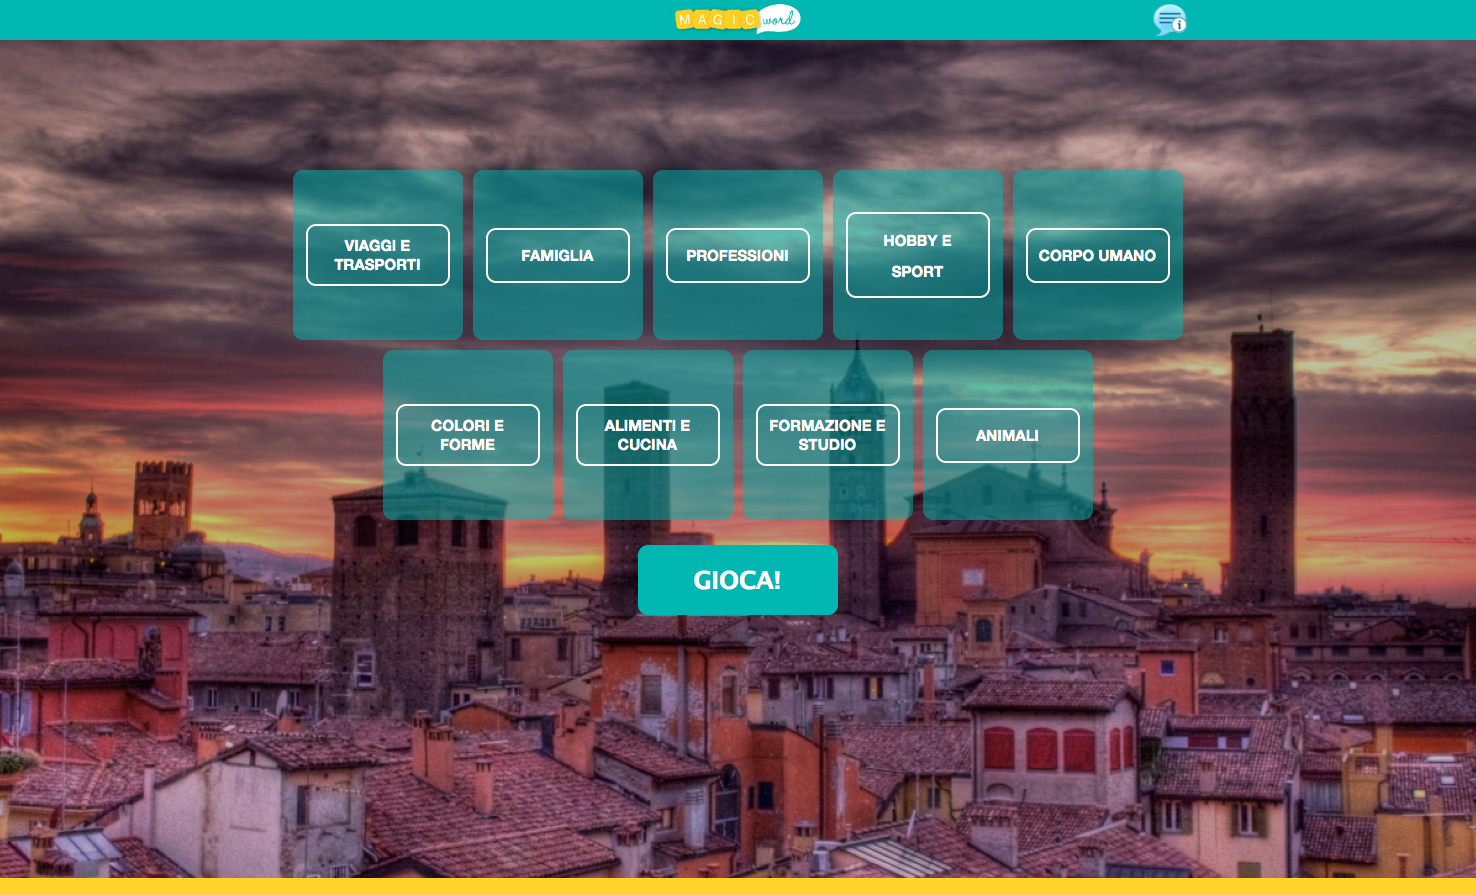 MAGIC word
i
VIAGGI E
TRASPORTI
FAMIGLIA
PROFESSIONI
HOBBY E
SPORT
CORPO UMANO
COLORI E
FORME
ALIMENTI E
CUCINA
FORMAZIONE E
STUDIO
ANIMALI
GIOCA!